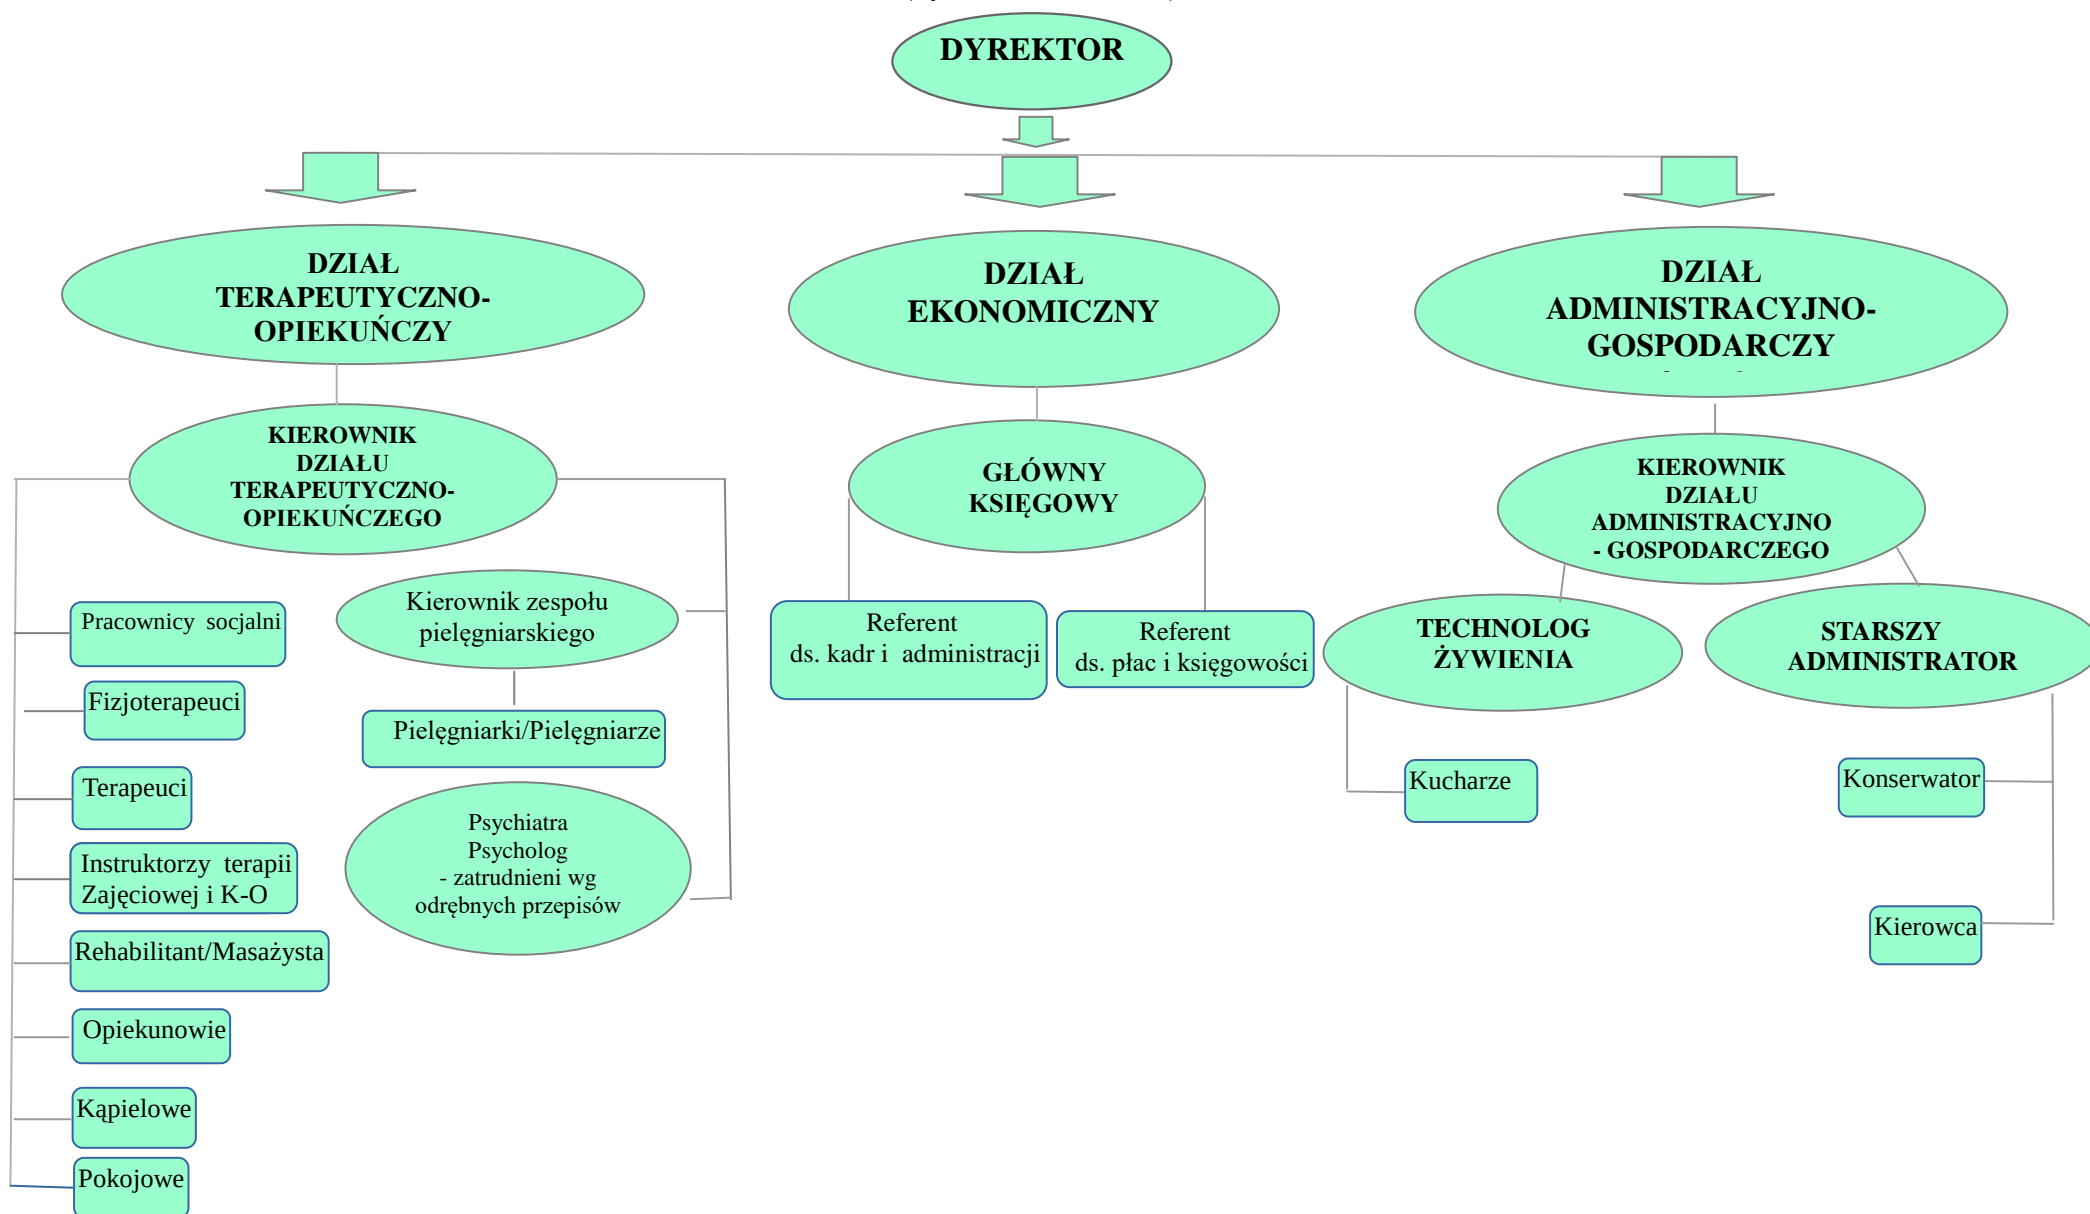 DYREKTOR
DZIAŁ
TERAPEUTYCZNO-
OPIEKUŃCZY
DZIAŁ
EKONOMICZNY
DZIAŁ
ADMINISTRACYJNO-
GOSPODARCZY
KIEROWNIK
DZIAŁU
TERAPEUTYCZNO-
OPIEKUŃCZEGO
GŁÓWNY
KSIĘGOWY
KIEROWNIK
DZIAŁU
ADMINISTRACYJNO
- GOSPODARCZEGO
Pracownicy socjalni
Fizjoterapeuci
Terapeuci
Instruktorzy terapii
Zajęciowej i K-O
Rehabilitant/Masażysta
Opiekunowie
Kąpielowe
Pokojowe
Kierownik zespołu
pielęgniarskiego
Pielęgniarki/Pielęgniarze
Psychiatra
Psycholog
- zatrudnieni wg
odrębnych przepisów
Referent
ds. kadr i administracji
Referent
ds. płac i księgowości
TECHNOLOG
ŻYWIENIA
Kucharze
STARSZY
ADMINISTRATOR
Konserwator
Kierowca